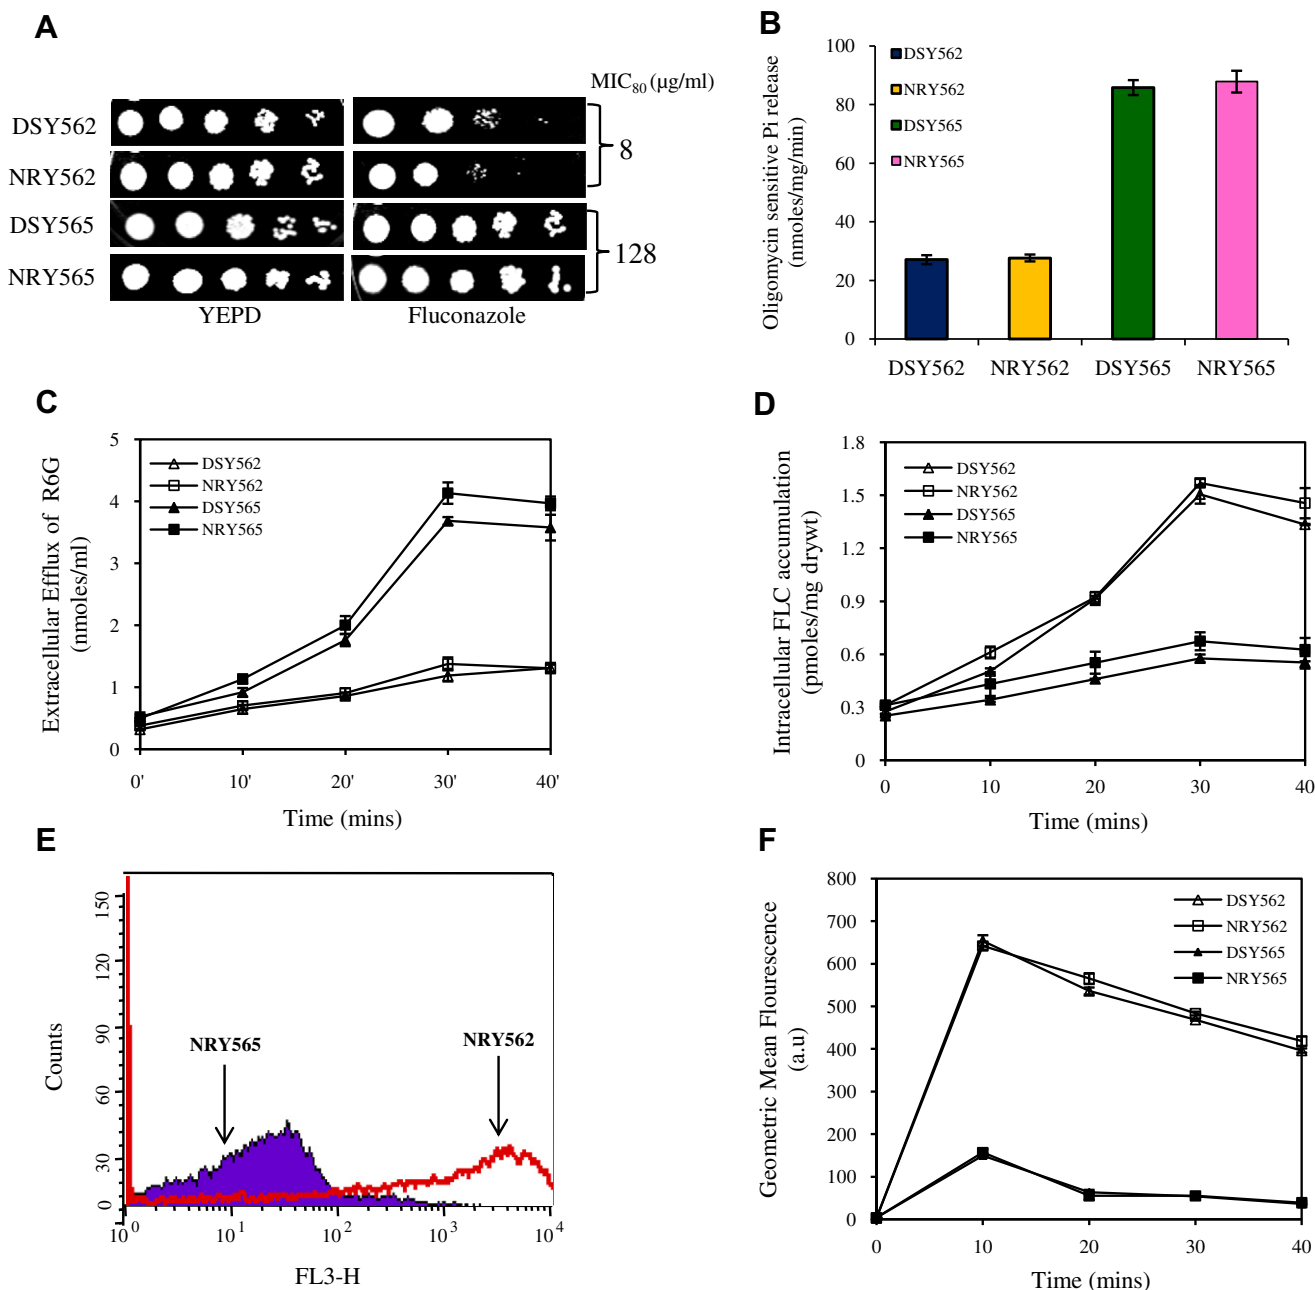 A
MIC80 (µg/ml)
DSY562
NRY562
8
DSY565
NRY565
128
YEPD
Fluconazole
B
Oligomycin sensitive Pi release
(nmoles/mg/min)
100
80
60
40
20
0
DSY562
NRY562
DSY565
NRY565
DSY562
NRY562
DSY565
NRY565
C
Extracellular Efflux of R6G
(nmoles/ml)
5
4
3
2
1
0
DSY562
NRY562
DSY565
NRY565
0'
10'
20'
30'
40'
Time (mins)
D
Intracellular FLC accumulation
(pmoles/mg drywt)
1.8
1.5
1.2
0.9
0.6
0.3
0
DSY562
NRY562
DSY565
NRY565
0
10
20
30
40
Time (mins)
E
Counts
150
120
90
60
30
0
NRY565
NRY562
10^0
10^1
10^2
10^3
10^4
FL3-H
F
Geometric Mean Flourescence
(a.u)
800
700
600
500
400
300
200
100
0
DSY562
NRY562
DSY565
NRY565
0
10
20
30
40
Time (mins)